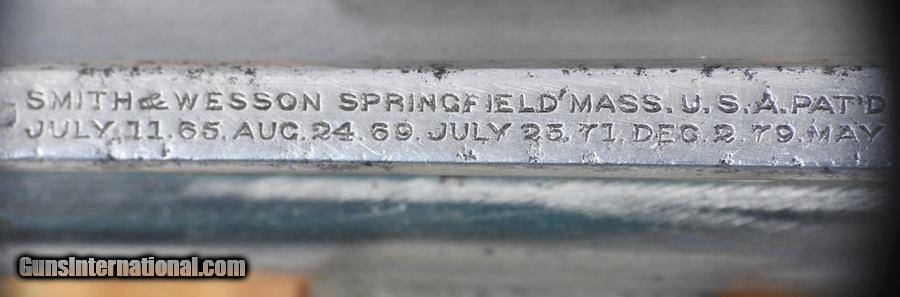 SMITH & WESSON SPRINGFIELD MASS. U.S.A. PAT'D
JULY. 11. 65. AUG. 24. 69. JULY 25. 71. DEC. 2. 79. MAY
GunsInternational.com